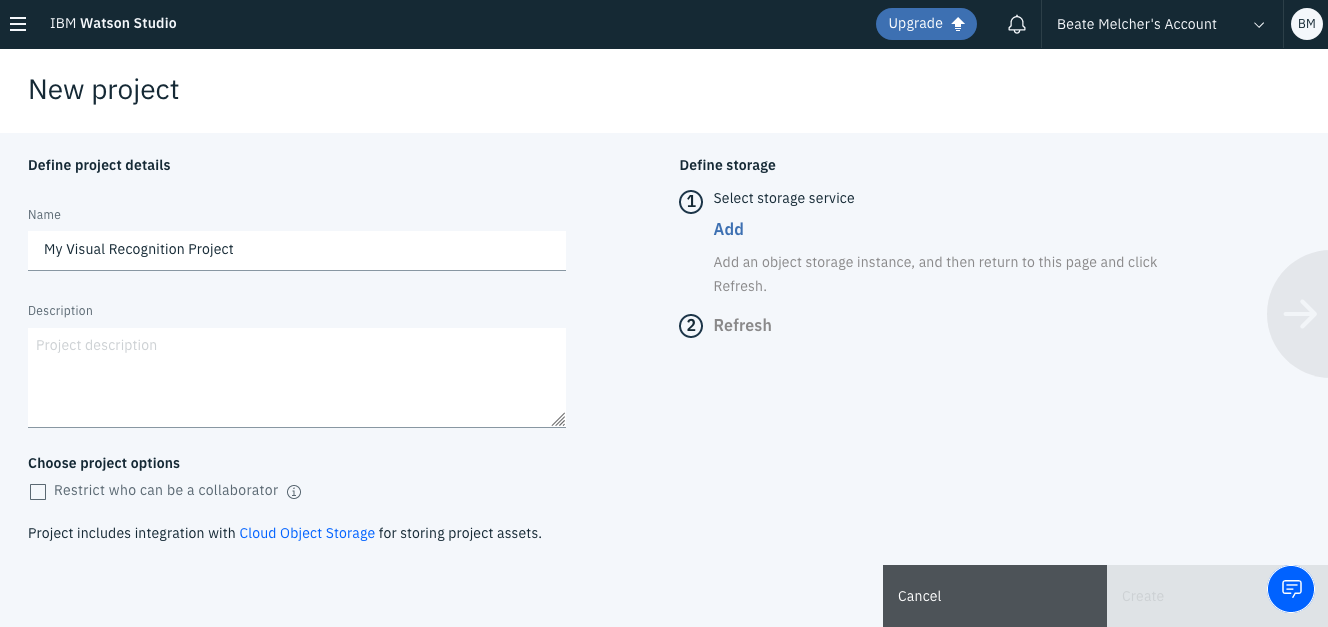 IBM Watson Studio
Upgrade
Beate Melcher's Account
BM
New project
Define project details
Name
My Visual Recognition Project
Description
Project description
Choose project options
Restrict who can be a collaborator
Project includes integration with Cloud Object Storage for storing project assets.
Define storage
1 Select storage service
Add
Add an object storage instance, and then return to this page and click
Refresh.
2 Refresh
Cancel
Create